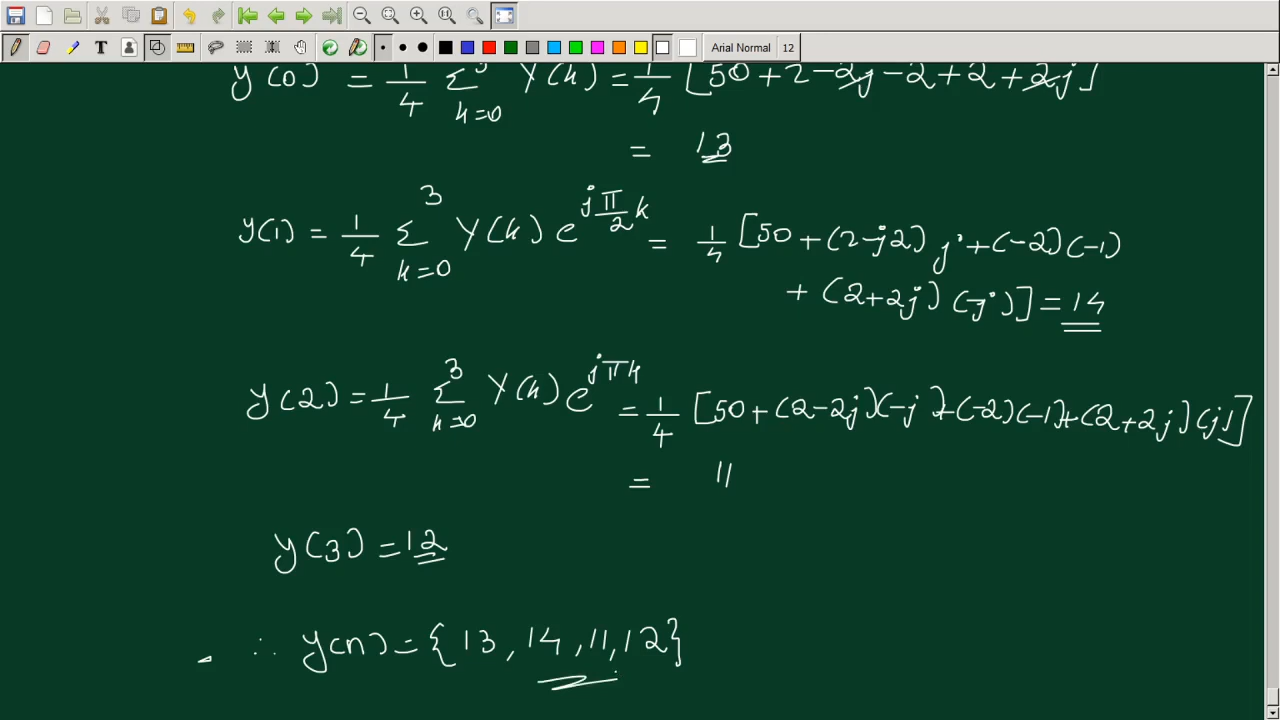 Arial Normal 12
y(0) = 1/4 Σ_{k=0}^{3} Y(k) = 1/4 [50+2-2j-2+2+2j]
= 13
y(1) = 1/4 Σ_{k=0}^{3} Y(k) e^{jπ/2 k} = 1/4 [50+(2-j2)j+(-2)(-1)
+ (2+2j)(-j)] = 14
y(2) = 1/4 Σ_{k=0}^{3} Y(k) e^{jπk} = 1/4 [50+(2-2j)(-j)+(-2)(-1)+(2+2j)(j)]
= 11
y(3) = 12
∴ y(n) = {13, 14, 11, 12}